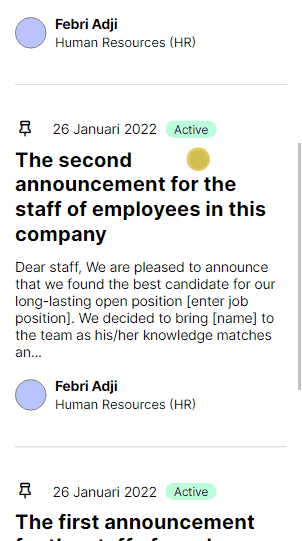 Febri Adji
Human Resources (HR)
26 Januari 2022 Active
The second
announcement for the
staff of employees in this
company
Dear staff, We are pleased to announce
that we found the best candidate for our
long-lasting open position [enter job
position]. We decided to bring [name] to
the team as his/her knowledge matches
an...
Febri Adji
Human Resources (HR)
26 Januari 2022 Active
The first announcement